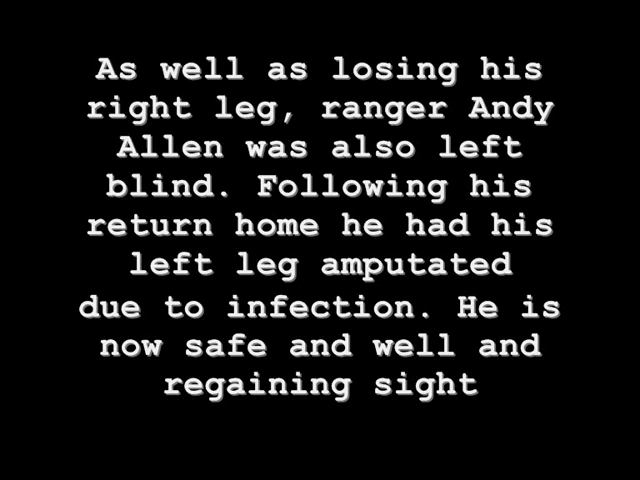 As well as losing his
right leg, ranger Andy
Allen was also left
blind. Following his
return home he had his
left leg amputated
due to infection. He is
now safe and well and
regaining sight